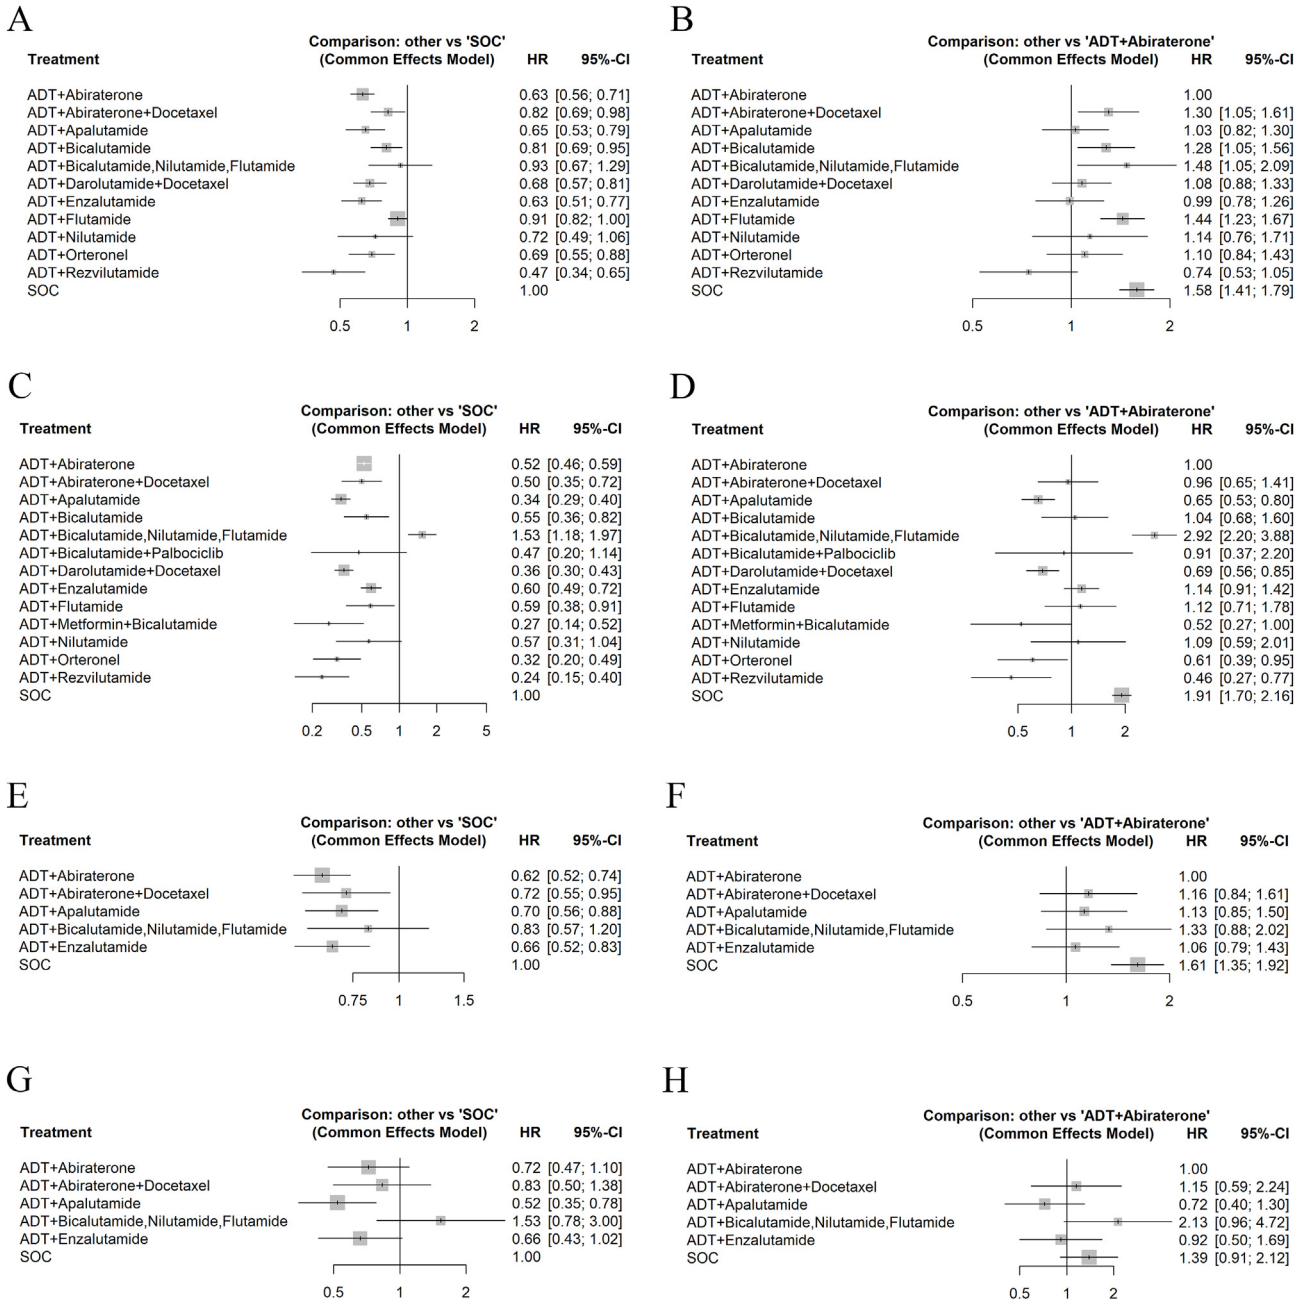 A
Comparison: other vs 'SOC'
Treatment (Common Effects Model) HR 95%-CI
ADT+Abiraterone 0.63 [0.56; 0.71]
ADT+Abiraterone+Docetaxel 0.82 [0.69; 0.98]
ADT+Apalutamide 0.65 [0.53; 0.79]
ADT+Bicalutamide 0.81 [0.69; 0.95]
ADT+Bicalutamide,Nilutamide,Flutamide 0.93 [0.67; 1.29]
ADT+Darolutamide+Docetaxel 0.68 [0.57; 0.81]
ADT+Enzalutamide 0.63 [0.51; 0.77]
ADT+Flutamide 0.91 [0.82; 1.00]
ADT+Nilutamide 0.72 [0.49; 1.06]
ADT+Orteronel 0.69 [0.55; 0.88]
ADT+Rezvilutamide 0.47 [0.34; 0.65]
SOC 1.00
0.5 1 2
B
Comparison: other vs 'ADT+Abiraterone'
Treatment (Common Effects Model) HR 95%-CI
ADT+Abiraterone 1.00
ADT+Abiraterone+Docetaxel 1.30 [1.05; 1.61]
ADT+Apalutamide 1.03 [0.82; 1.30]
ADT+Bicalutamide 1.28 [1.05; 1.56]
ADT+Bicalutamide,Nilutamide,Flutamide 1.48 [1.05; 2.09]
ADT+Darolutamide+Docetaxel 1.08 [0.88; 1.33]
ADT+Enzalutamide 0.99 [0.78; 1.26]
ADT+Flutamide 1.44 [1.23; 1.67]
ADT+Nilutamide 1.14 [0.76; 1.71]
ADT+Orteronel 1.10 [0.84; 1.43]
ADT+Rezvilutamide 0.74 [0.53; 1.05]
SOC 1.58 [1.41; 1.79]
0.5 1 2
C
Comparison: other vs 'SOC'
Treatment (Common Effects Model) HR 95%-CI
ADT+Abiraterone 0.52 [0.46; 0.59]
ADT+Abiraterone+Docetaxel 0.50 [0.35; 0.72]
ADT+Apalutamide 0.34 [0.29; 0.40]
ADT+Bicalutamide 0.55 [0.36; 0.82]
ADT+Bicalutamide,Nilutamide,Flutamide 1.53 [1.18; 1.97]
ADT+Bicalutamide+Palbociclib 0.47 [0.20; 1.14]
ADT+Darolutamide+Docetaxel 0.36 [0.30; 0.43]
ADT+Enzalutamide 0.60 [0.49; 0.72]
ADT+Flutamide 0.59 [0.38; 0.91]
ADT+Metformin+Bicalutamide 0.27 [0.14; 0.52]
ADT+Nilutamide 0.57 [0.31; 1.04]
ADT+Orteronel 0.32 [0.20; 0.49]
ADT+Rezvilutamide 0.24 [0.15; 0.40]
SOC 1.00
0.2 0.5 1 2 5
D
Comparison: other vs 'ADT+Abiraterone'
Treatment (Common Effects Model) HR 95%-CI
ADT+Abiraterone 1.00
ADT+Abiraterone+Docetaxel 0.96 [0.65; 1.41]
ADT+Apalutamide 0.65 [0.53; 0.80]
ADT+Bicalutamide 1.04 [0.68; 1.60]
ADT+Bicalutamide,Nilutamide,Flutamide 2.92 [2.20; 3.88]
ADT+Bicalutamide+Palbociclib 0.91 [0.37; 2.20]
ADT+Darolutamide+Docetaxel 0.69 [0.56; 0.85]
ADT+Enzalutamide 1.14 [0.91; 1.42]
ADT+Flutamide 1.12 [0.71; 1.78]
ADT+Metformin+Bicalutamide 0.52 [0.27; 1.00]
ADT+Nilutamide 1.09 [0.59; 2.01]
ADT+Orteronel 0.61 [0.39; 0.95]
ADT+Rezvilutamide 0.46 [0.27; 0.77]
SOC 1.91 [1.70; 2.16]
0.5 1 2
E
Comparison: other vs 'SOC'
Treatment (Common Effects Model) HR 95%-CI
ADT+Abiraterone 0.62 [0.52; 0.74]
ADT+Abiraterone+Docetaxel 0.72 [0.55; 0.95]
ADT+Apalutamide 0.70 [0.56; 0.88]
ADT+Bicalutamide,Nilutamide,Flutamide 0.83 [0.57; 1.20]
ADT+Enzalutamide 0.66 [0.52; 0.83]
SOC 1.00
0.75 1 1.5
F
Comparison: other vs 'ADT+Abiraterone'
Treatment (Common Effects Model) HR 95%-CI
ADT+Abiraterone 1.00
ADT+Abiraterone+Docetaxel 1.16 [0.84; 1.61]
ADT+Apalutamide 1.13 [0.85; 1.50]
ADT+Bicalutamide,Nilutamide,Flutamide 1.33 [0.88; 2.02]
ADT+Enzalutamide 1.06 [0.79; 1.43]
SOC 1.61 [1.35; 1.92]
0.5 1 2
G
Comparison: other vs 'SOC'
Treatment (Common Effects Model) HR 95%-CI
ADT+Abiraterone 0.72 [0.47; 1.10]
ADT+Abiraterone+Docetaxel 0.83 [0.50; 1.38]
ADT+Apalutamide 0.52 [0.35; 0.78]
ADT+Bicalutamide,Nilutamide,Flutamide 1.53 [0.78; 3.00]
ADT+Enzalutamide 0.66 [0.43; 1.02]
SOC 1.00
0.5 1 2
H
Comparison: other vs 'ADT+Abiraterone'
Treatment (Common Effects Model) HR 95%-CI
ADT+Abiraterone 1.00
ADT+Abiraterone+Docetaxel 1.15 [0.59; 2.24]
ADT+Apalutamide 0.72 [0.40; 1.30]
ADT+Bicalutamide,Nilutamide,Flutamide 2.13 [0.96; 4.72]
ADT+Enzalutamide 0.92 [0.50; 1.69]
SOC 1.39 [0.91; 2.12]
0.5 1 2